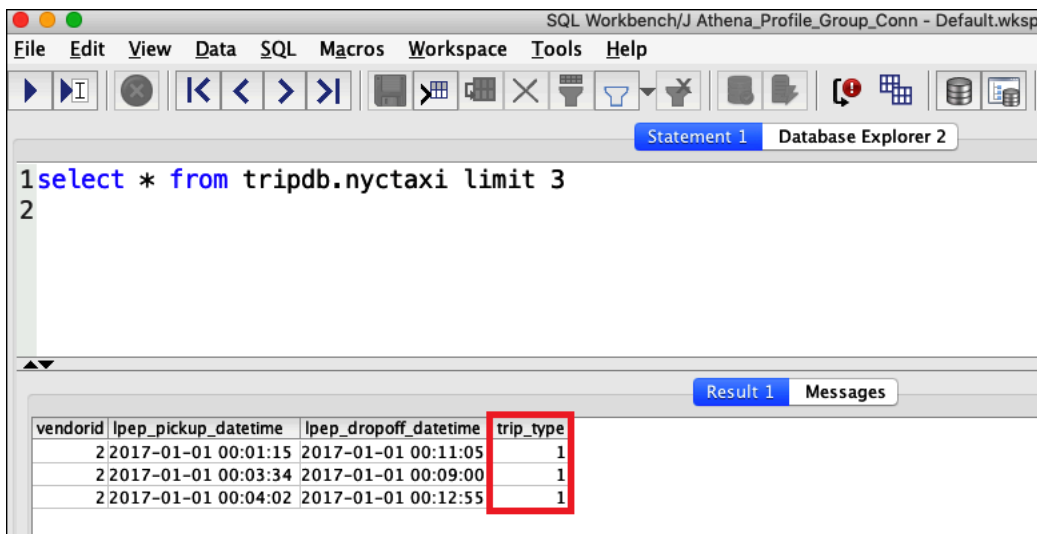 SQL Workbench/J Athena_Profile_Group_Conn - Default.wksp
File Edit View Data SQL Macros Workspace Tools Help
Statement 1 Database Explorer 2
1 select * from tripdb.nyctaxi limit 3
2
Result 1 Messages
vendorid lpep_pickup_datetime lpep_dropoff_datetime trip_type
2 2017-01-01 00:01:15 2017-01-01 00:11:05 1
2 2017-01-01 00:03:34 2017-01-01 00:09:00 1
2 2017-01-01 00:04:02 2017-01-01 00:12:55 1